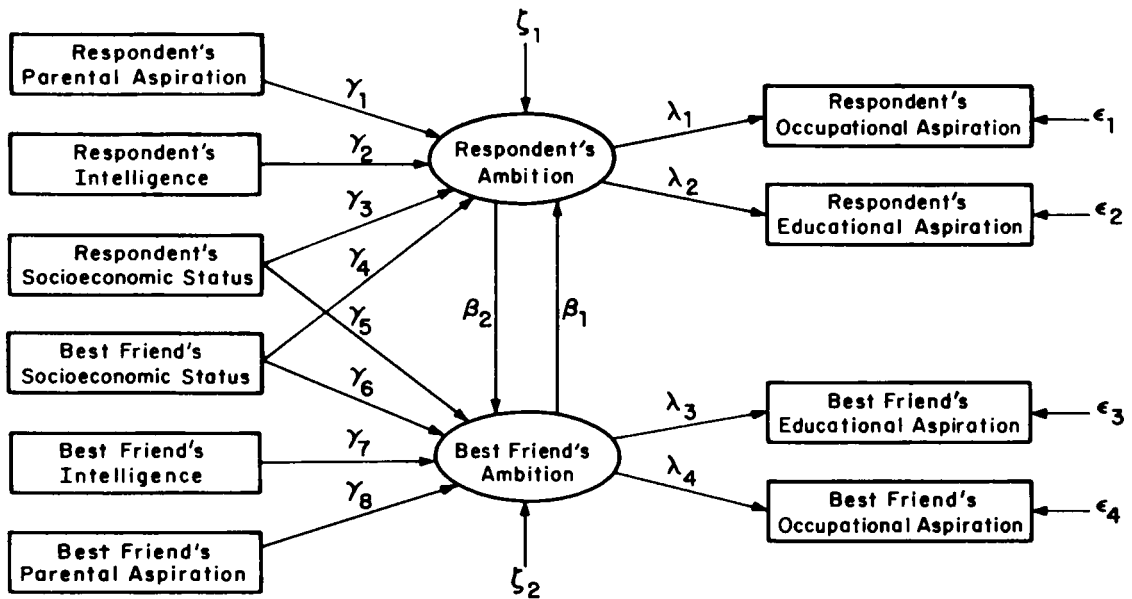 ζ1
Respondent's
Parental Aspiration
γ1
Respondent's
Intelligence
γ2
Respondent's
Socioeconomic Status
γ3
γ4
Best Friend's
Socioeconomic Status
γ5
γ6
Best Friend's
Intelligence
γ7
Best Friend's
Parental Aspiration
γ8
Respondent's
Ambition
β2
β1
Best Friend's
Ambition
ζ2
λ1
Respondent's
Occupational Aspiration
ϵ1
λ2
Respondent's
Educational Aspiration
ϵ2
λ3
Best Friend's
Educational Aspiration
ϵ3
λ4
Best Friend's
Occupational Aspiration
ϵ4